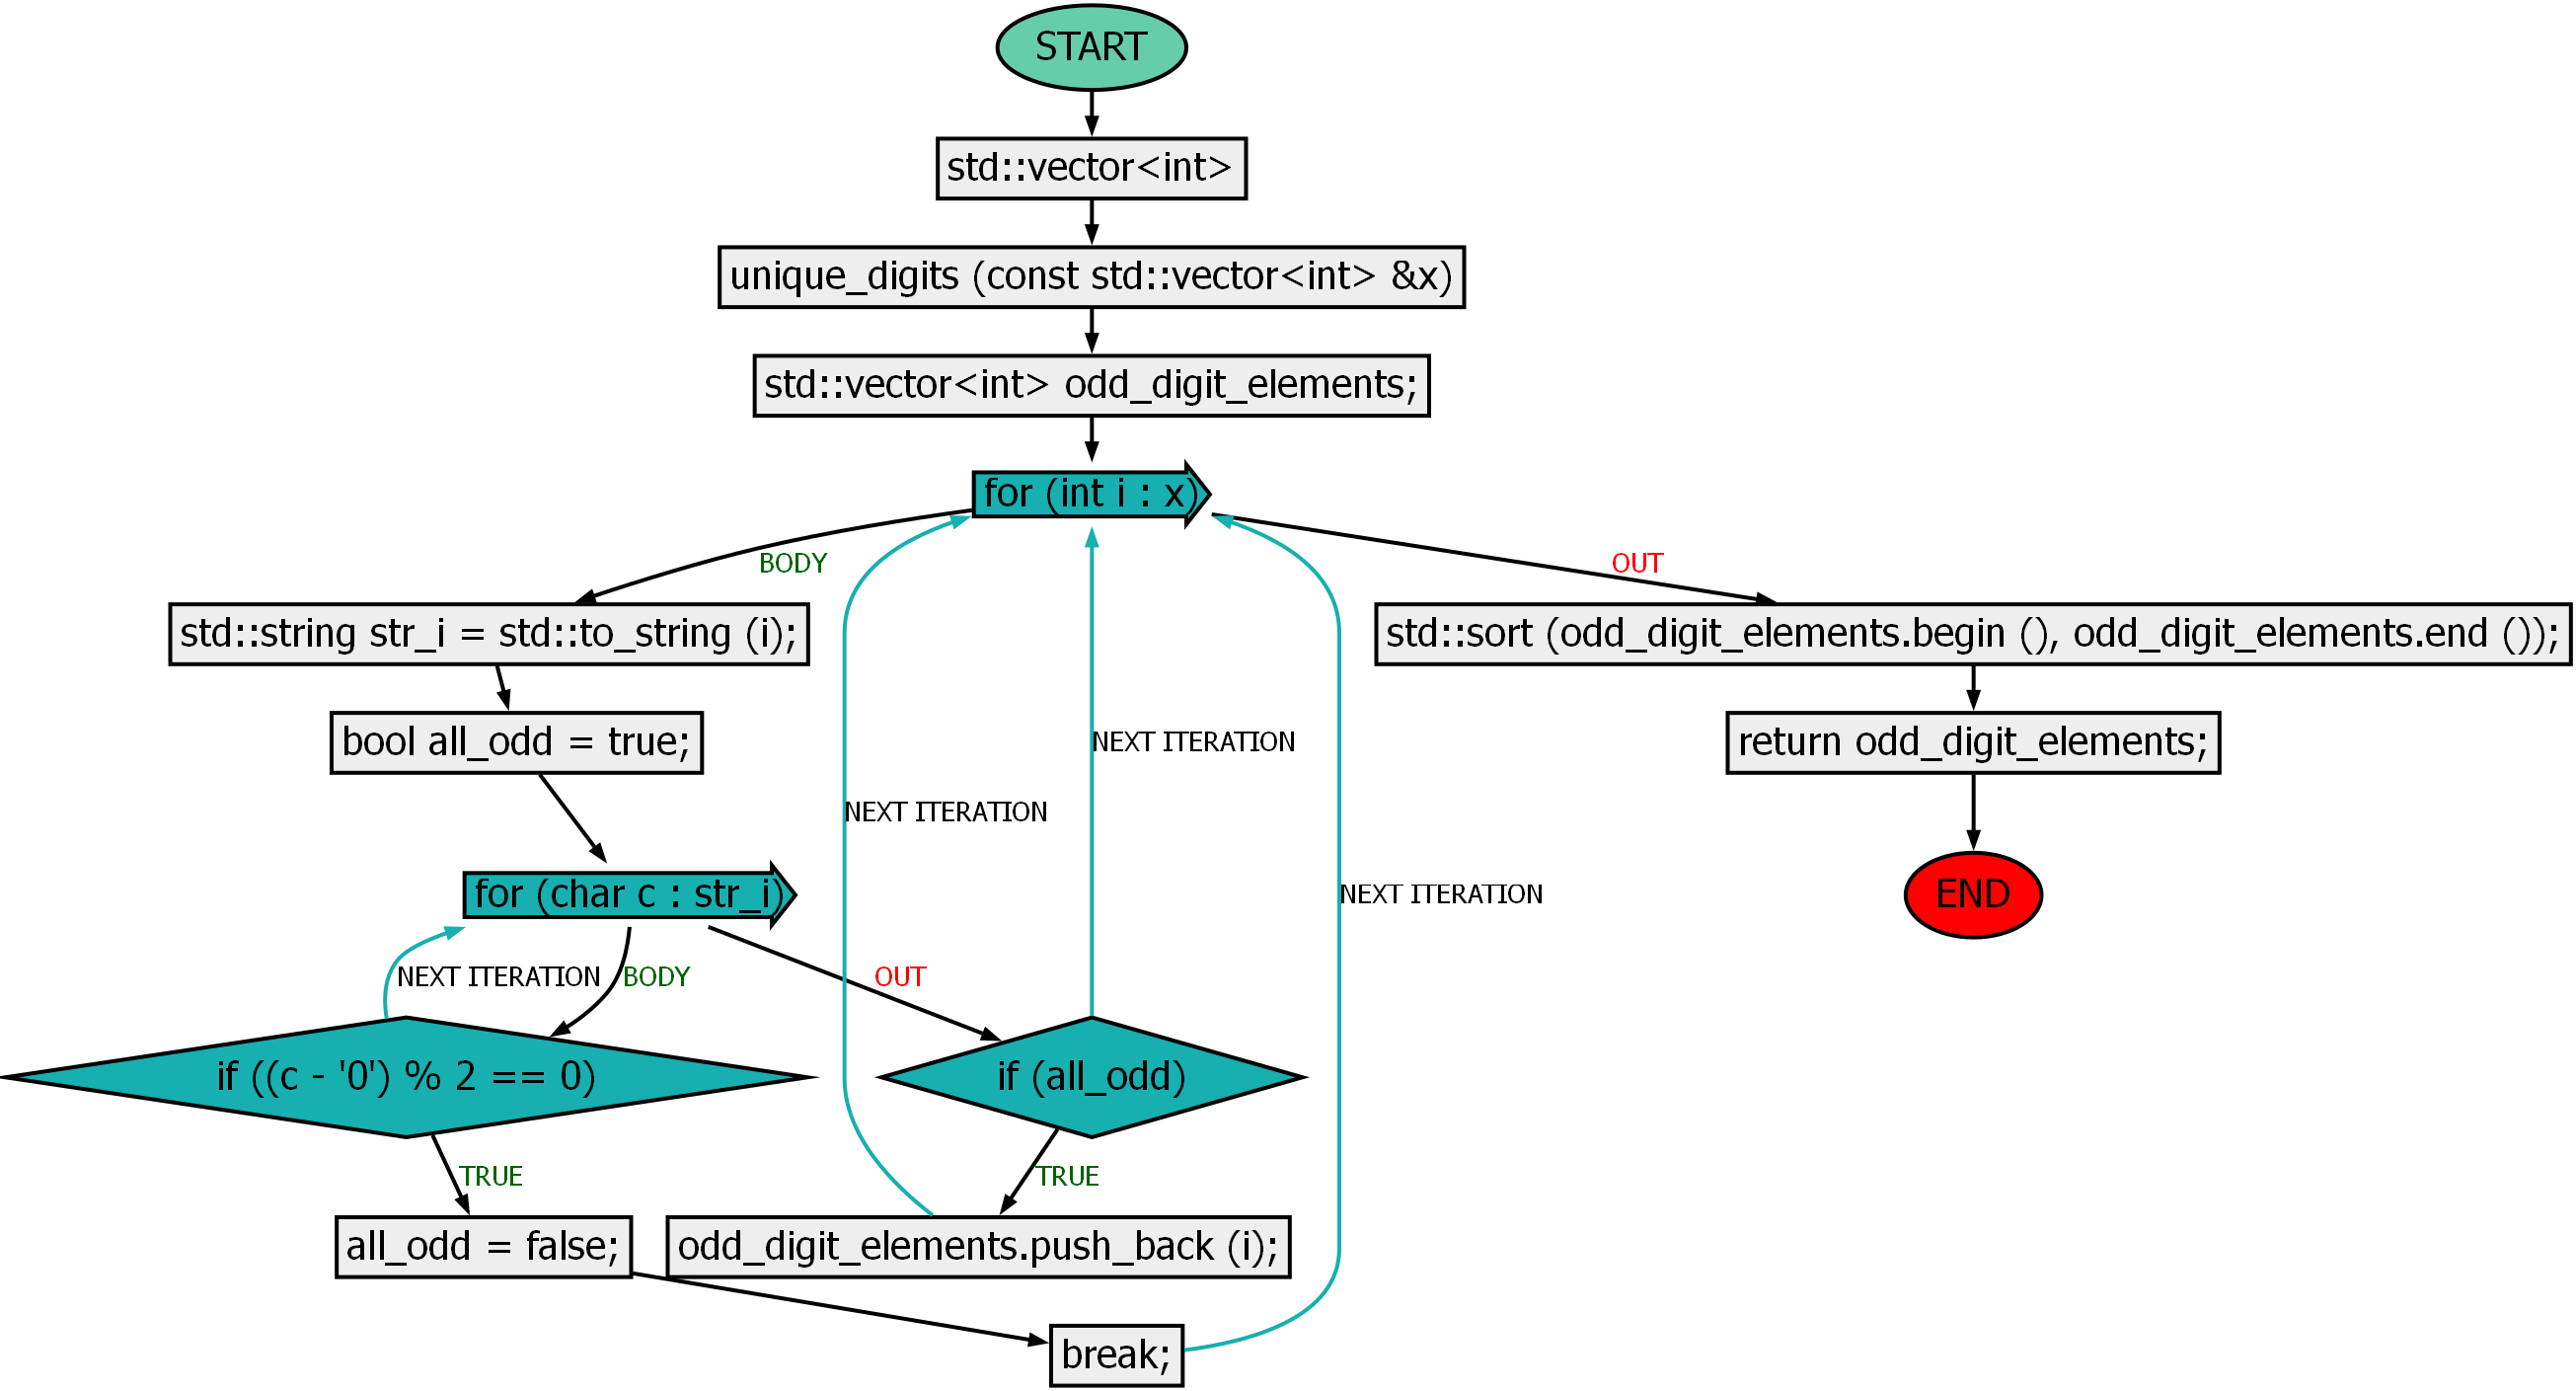 START
std::vector<int>
unique_digits (const std::vector<int> &x)
std::vector<int> odd_digit_elements;
for (int i : x)
BODY
OUT
std::string str_i = std::to_string (i);
std::sort (odd_digit_elements.begin (), odd_digit_elements.end ());
bool all_odd = true;
NEXT ITERATION
return odd_digit_elements;
NEXT ITERATION
for (char c : str_i)
NEXT ITERATION
END
NEXT ITERATION
BODY
OUT
if ((c - '0') % 2 == 0)
if (all_odd)
TRUE
TRUE
all_odd = false;
odd_digit_elements.push_back (i);
break;